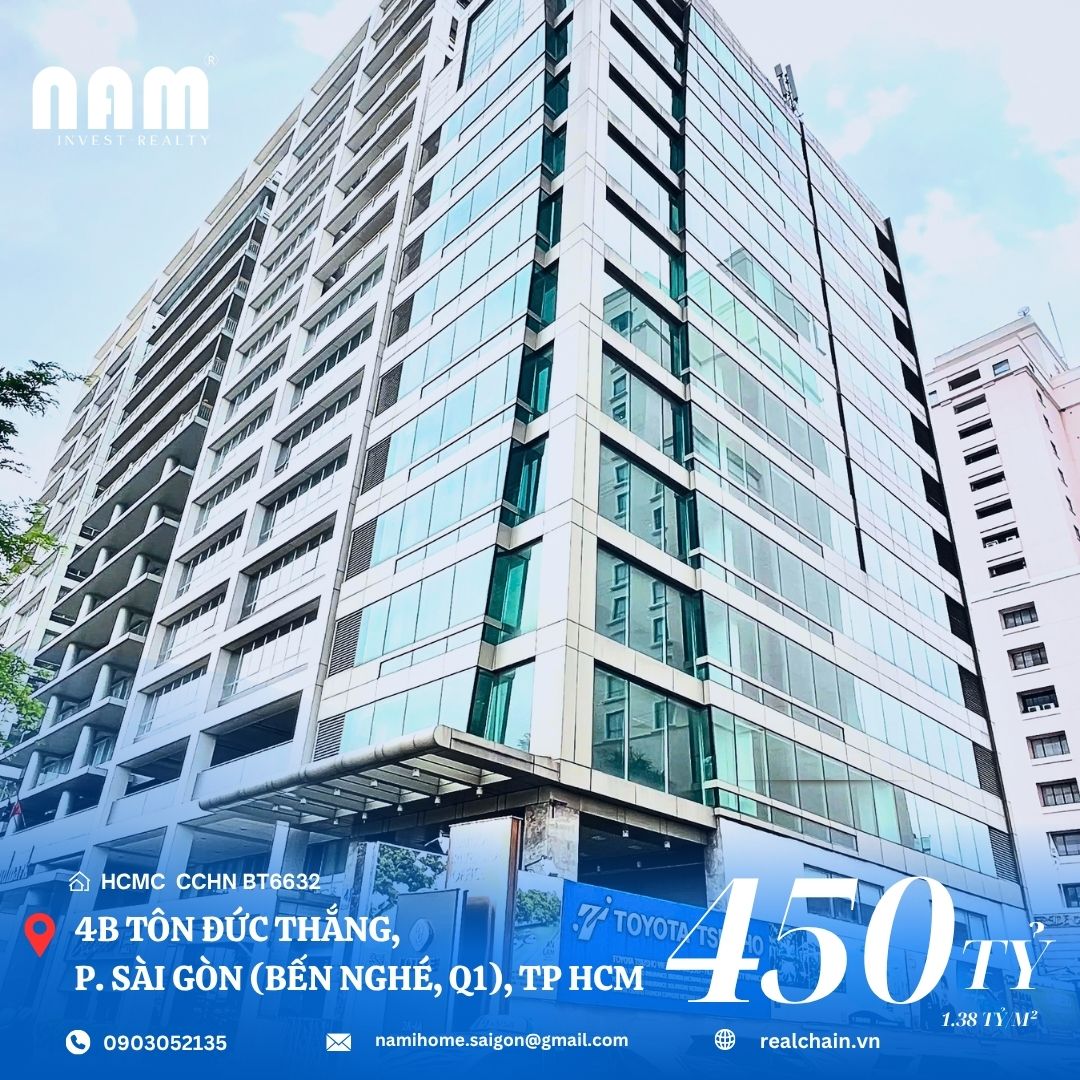 NAM®
INVEST REALTY
HCMC CCHN BT6632
4B TÔN ĐỨC THẮNG,
P. SÀI GÒN (BẾN NGHÉ, Q1), TP HCM
TOYOTA TSUSHO
450 TỶ
1.38 TỶ/M²
0903052135
namihome.saigon@gmail.com
realchain.vn